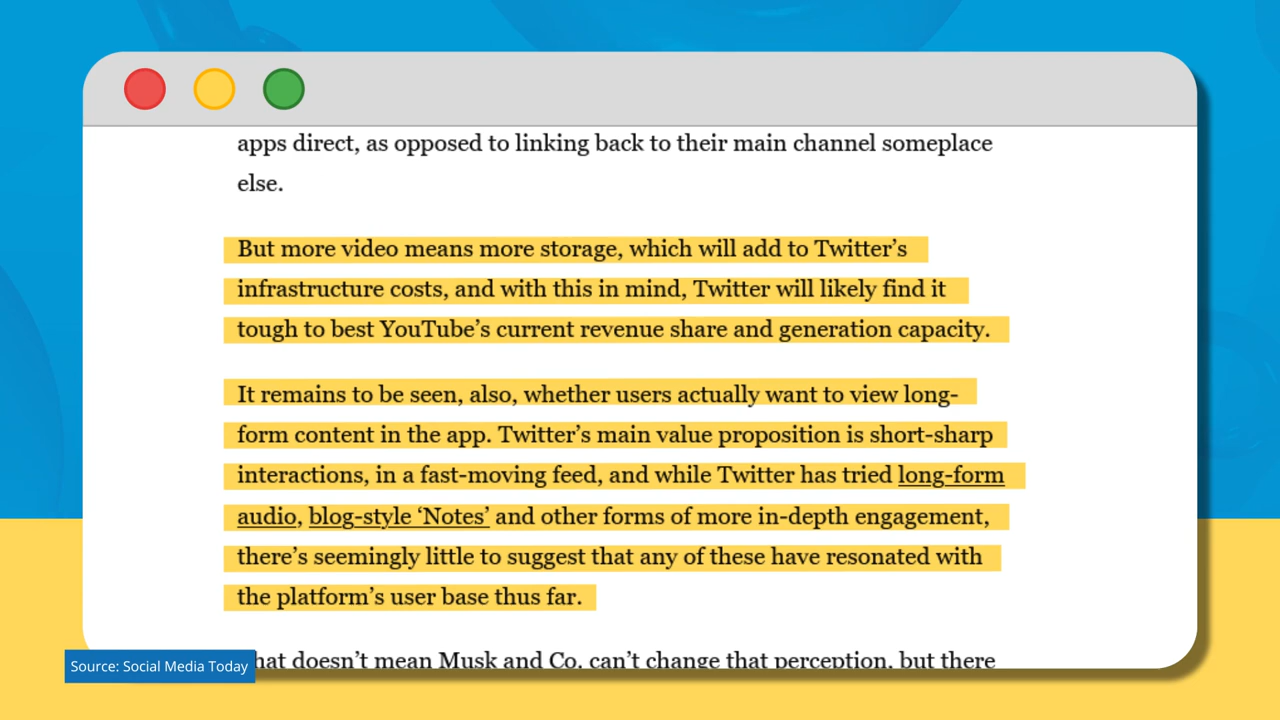 apps direct, as opposed to linking back to their main channel someplace
else.
But more video means more storage, which will add to Twitter’s
infrastructure costs, and with this in mind, Twitter will likely find it
tough to best YouTube’s current revenue share and generation capacity.
It remains to be seen, also, whether users actually want to view long-
form content in the app. Twitter’s main value proposition is short-sharp
interactions, in a fast-moving feed, and while Twitter has tried long-form
audio, blog-style ‘Notes’ and other forms of more in-depth engagement,
there’s seemingly little to suggest that any of these have resonated with
the platform’s user base thus far.
hat doesn’t mean Musk and Co. can’t change that perception, but there
Source: Social Media Today